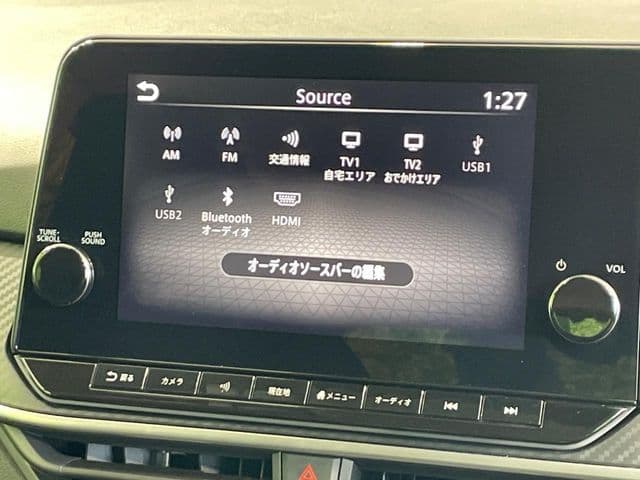 Source
1:27
AM
FM
交通情報
TV1
自宅エリア
TV2
おでかけエリア
USB1
USB2
Bluetooth
オーディオ
HDMI
オーディオソースバーの編集
TUNE·
SCROLL
PUSH
SOUND
VOL
戻る
カメラ
現在地
メニュー
オーディオ